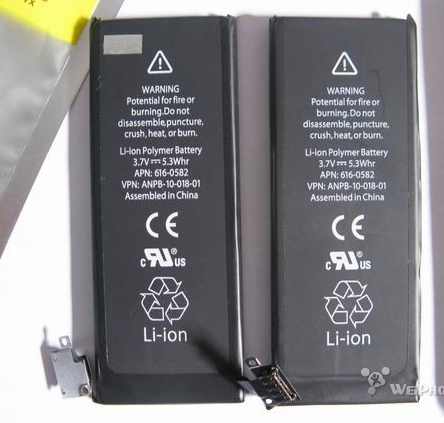 WARNING
Potential for fire or
burning.Do not
disassemble,puncture,
crush, heat, or burn.
Li-ion Polymer Battery
3.7V 5.3Whr
APN: 616-0582
VPN: ANPB-10-018-01
Assembled in China
CE
c RU US
Li-ion
WARNING
Potential for fire or
burning.Do not
disassemble,puncture,
crush, heat, or burn.
Li-ion Polymer Battery
3.7V 5.3Whr
APN: 616-0582
VPN: ANPB-10-018-01
Assembled in China
CE
c RU US
Li-ion